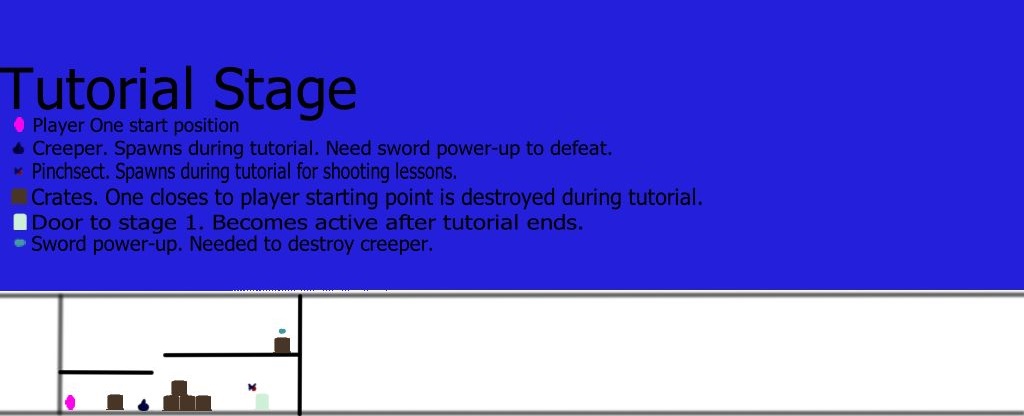 Tutorial Stage
Player One start position
Creeper. Spawns during tutorial. Need sword power-up to defeat.
Pinchsect. Spawns during tutorial for shooting lessons.
Crates. One closes to player starting point is destroyed during tutorial.
Door to stage 1. Becomes active after tutorial ends.
Sword power-up. Needed to destroy creeper.